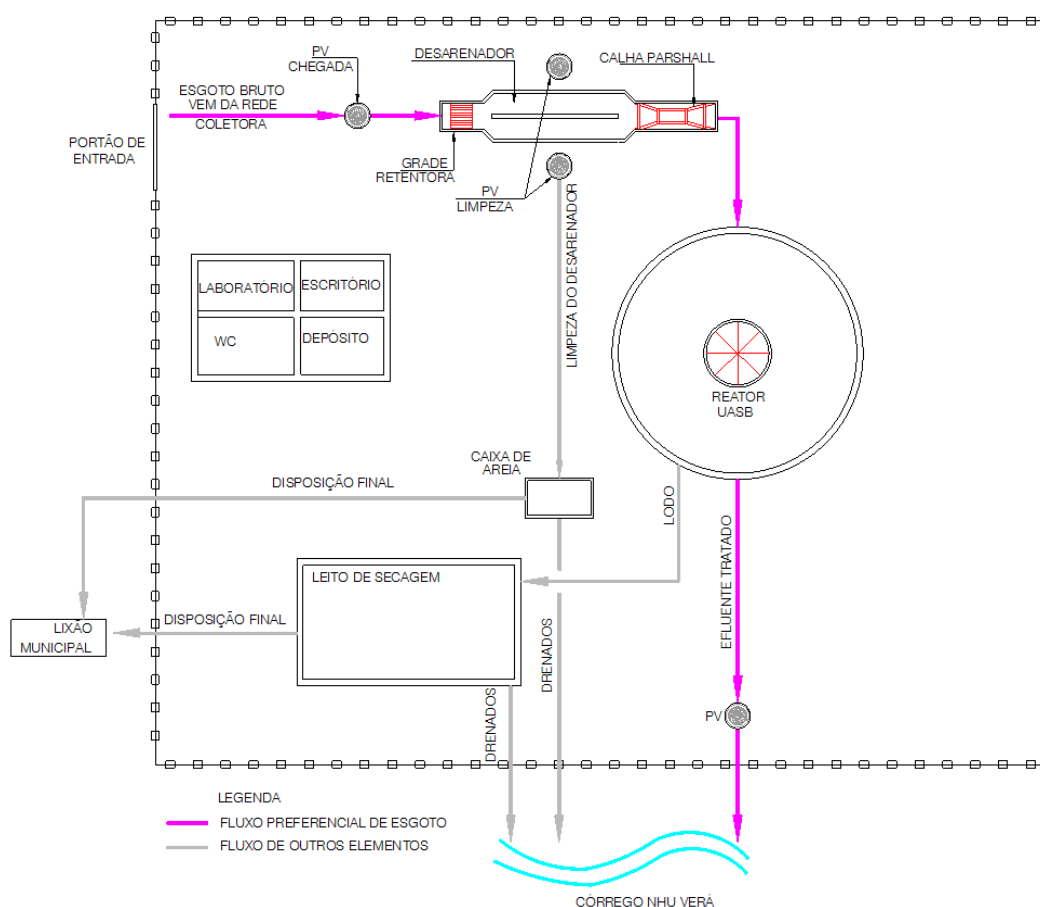 PV
CHEGADA
DESARENADOR
CALHA PARSHALL
ESGOTO BRUTO
VEM DA REDE
COLETORA
PORTÃO DE
ENTRADA
GRADE
RETENTORA
PV
LIMPEZA
LIMPEZA DO DESARENADOR
LABORATÓRIO
ESCRITÓRIO
WC
DEPÓSITO
REATOR
UASB
CAIXA DE
AREIA
DISPOSIÇÃO FINAL
LODO
EFLUENTE TRATADO
LEITO DE SECAGEM
DISPOSIÇÃO FINAL
LIXÃO
MUNICIPAL
DRENADOS
DRENADOS
PV
LEGENDA
FLUXO PREFERENCIAL DE ESGOTO
FLUXO DE OUTROS ELEMENTOS
CÓRREGO NHU VERÁ